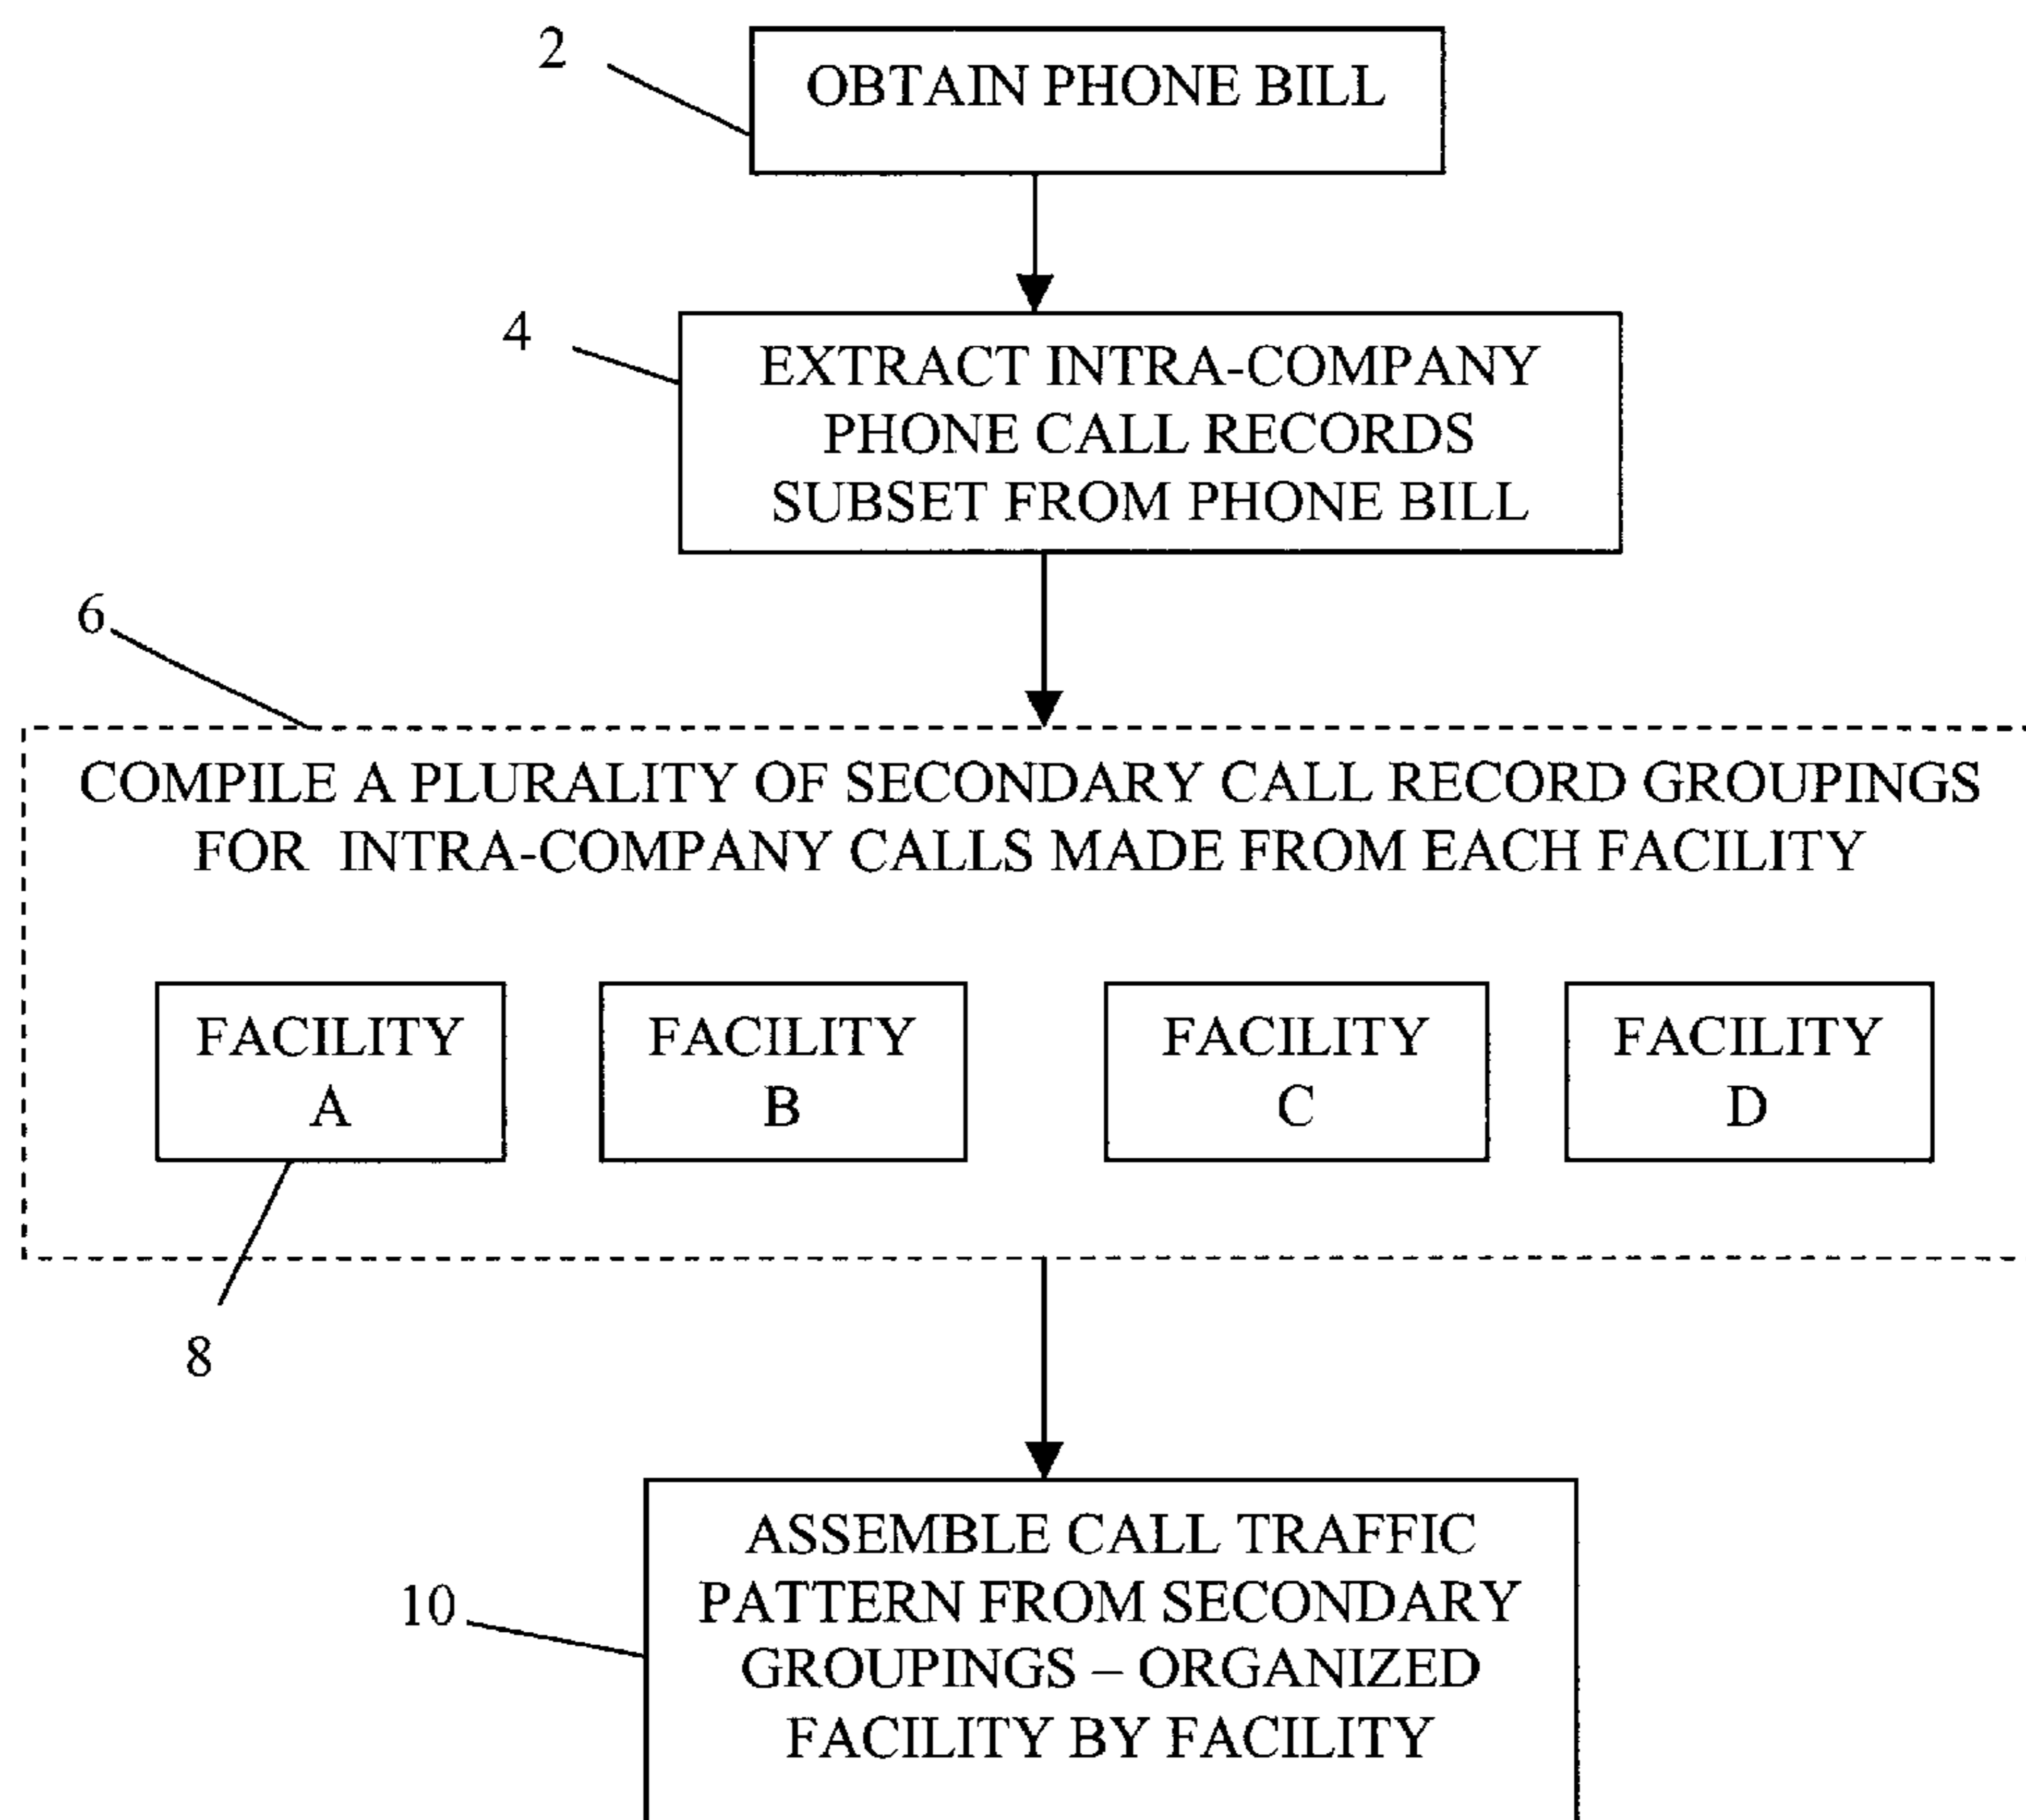 2
OBTAIN PHONE BILL
4
EXTRACT INTRA-COMPANY
PHONE CALL RECORDS
SUBSET FROM PHONE BILL
6
COMPILE A PLURALITY OF SECONDARY CALL RECORD GROUPINGS
FOR INTRA-COMPANY CALLS MADE FROM EACH FACILITY
FACILITY
A
FACILITY
B
FACILITY
C
FACILITY
D
8
10
ASSEMBLE CALL TRAFFIC
PATTERN FROM SECONDARY
GROUPINGS – ORGANIZED
FACILITY BY FACILITY